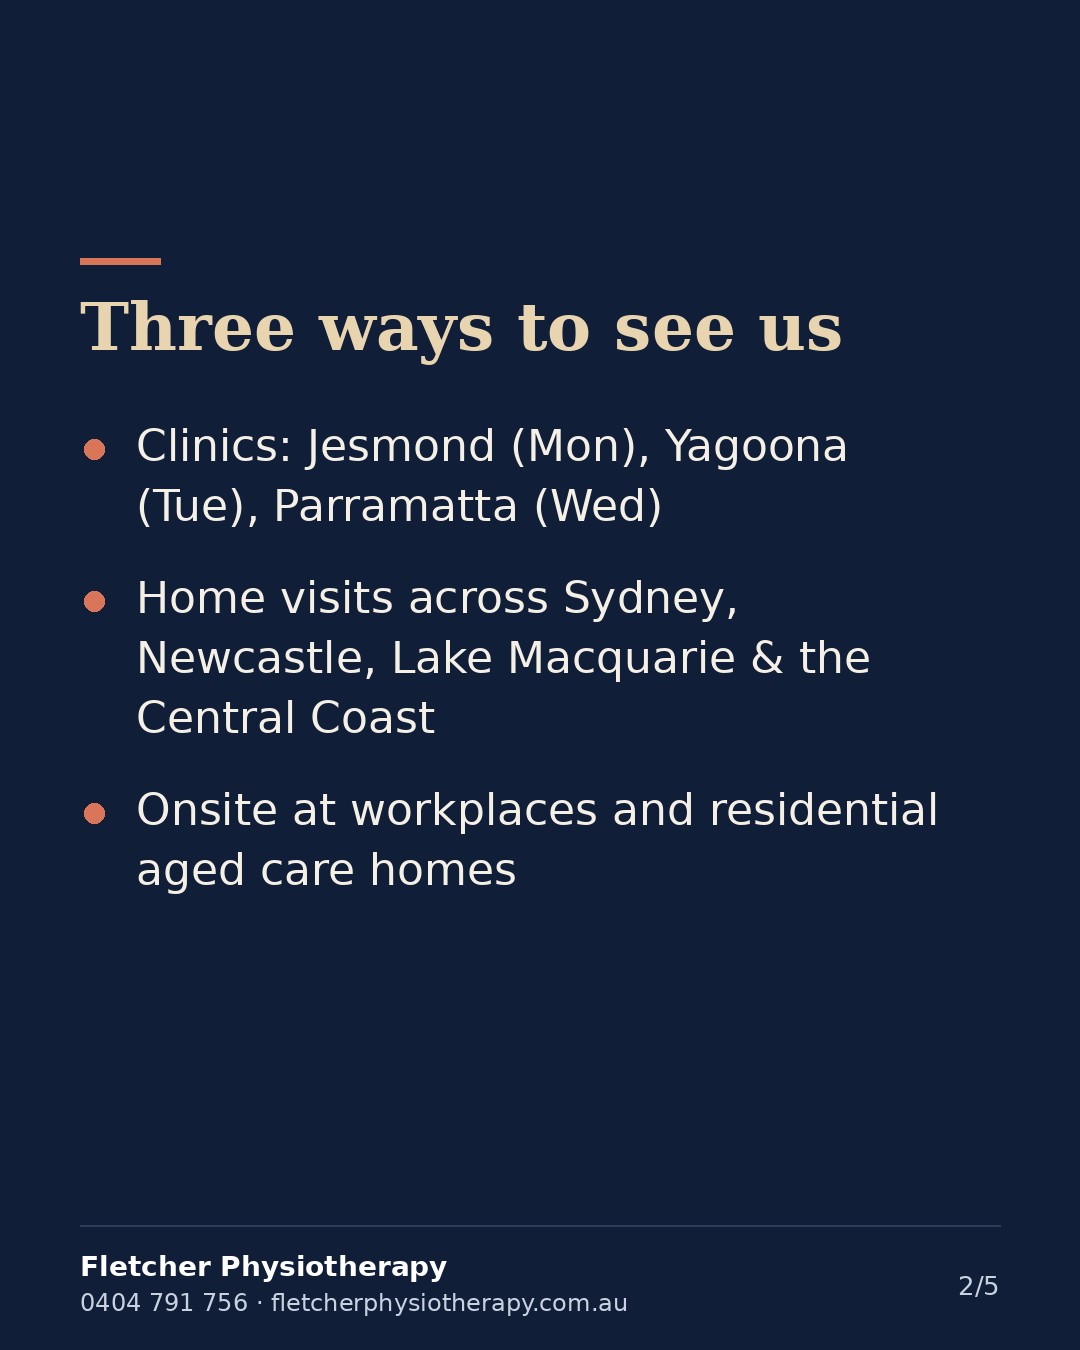 Three ways to see us
● Clinics: Jesmond (Mon), Yagoona
(Tue), Parramatta (Wed)
● Home visits across Sydney,
Newcastle, Lake Macquarie & the
Central Coast
● Onsite at workplaces and residential
aged care homes
Fletcher Physiotherapy
0404 791 756 · fletcherphysiotherapy.com.au
2/5